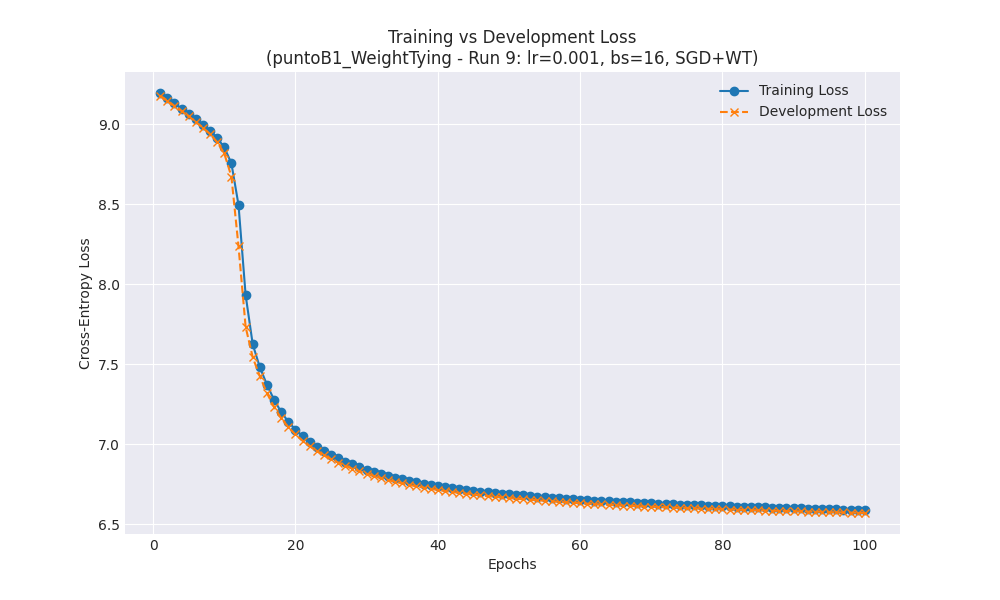 Training vs Development Loss
(puntoB1_WeightTying - Run 9: lr=0.001, bs=16, SGD+WT)
Training Loss
Development Loss
9.0
8.5
8.0
7.5
7.0
6.5
Cross-Entropy Loss
0 20 40 60 80 100
Epochs